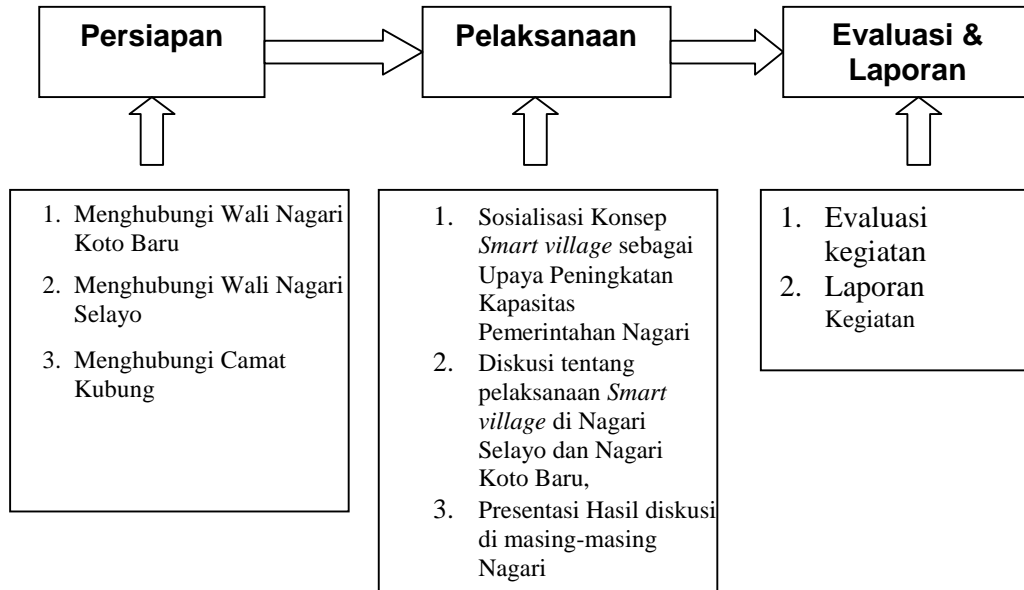 Persiapan
Pelaksanaan
Evaluasi &
Laporan
1. Menghubungi Wali Nagari
Koto Baru
2. Menghubungi Wali Nagari
Selayo
3. Menghubungi Camat
Kubung
1. Sosialisasi Konsep
Smart village sebagai
Upaya Peningkatan
Kapasitas
Pemerintahan Nagari
2. Diskusi tentang
pelaksanaan Smart
village di Nagari
Selayo dan Nagari
Koto Baru,
3. Presentasi Hasil diskusi
di masing-masing
Nagari
1. Evaluasi
kegiatan
2. Laporan
Kegiatan